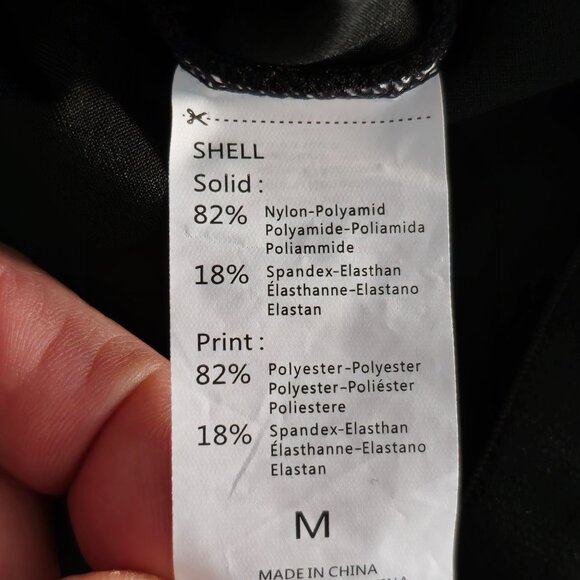 SHELL
Solid :
82% Nylon-Polyamid
Polyamide-Poliamida
Poliammide
18% Spandex-Elasthan
Élasthanne-Elastano
Elastan
Print :
82% Polyester-Polyester
Polyester-Poliéster
Poliestere
18% Spandex-Elasthan
Élasthanne-Elastano
Elastan
M
MADE IN CHINA